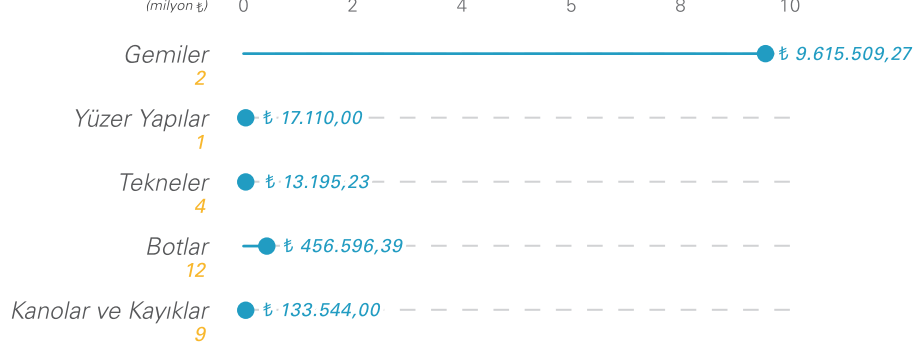 (milyon ₺) 0 2 4 6 8 10
Gemiler ₺ 9.615.509,27
2
Yüzer Yapılar ₺ 17.110,00
1
Tekneler ₺ 13.195,23
4
Botlar ₺ 456.596,39
12
Kanolar ve Kayıklar ₺ 133.544,00
9